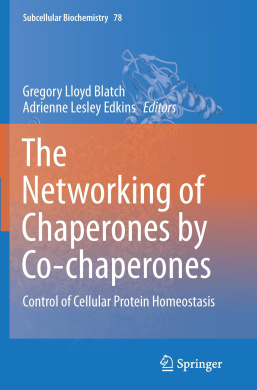 Subcellular Biochemistry 78
Gregory Lloyd Blatch
Adrienne Lesley Edkins Editors
The
Networking of
Chaperones by
Co-chaperones
Control of Cellular Protein Homeostasis
Springer